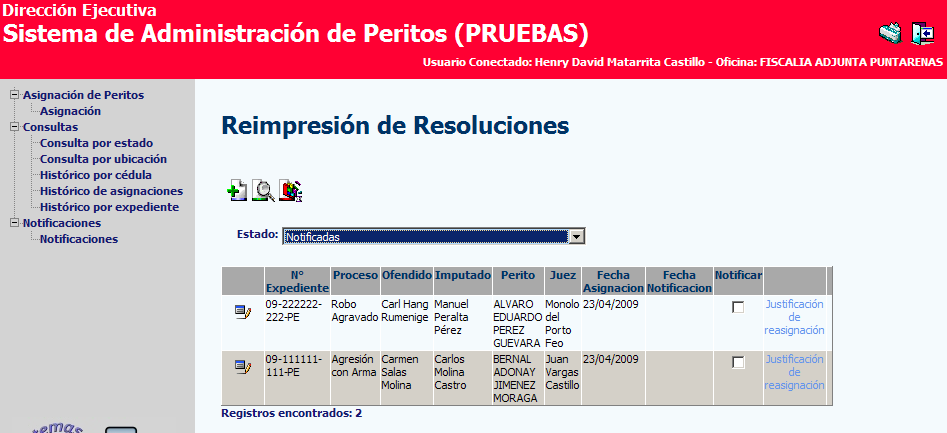 Dirección Ejecutiva
Sistema de Administración de Peritos (PRUEBAS)
Usuario Conectado: Henry David Matarrita Castillo - Oficina: FISCALIA ADJUNTA PUNTARENAS
Asignación de Peritos
Asignación
Consultas
Consulta por estado
Consulta por ubicación
Histórico por cédula
Histórico de asignaciones
Histórico por expediente
Notificaciones
Notificaciones
Reimpresión de Resoluciones
Estado: Notificadas
N° Proceso Ofendido Imputado Perito Juez Fecha Fecha Notificar
Expediente Asignacion Notificacion
09-222222- Robo Carl Hang Manuel ALVARO Monolo 23/04/2009 Justificación
222-PE Agravado Rumenige Peralta EDUARDO del de
Pérez PEREZ Porto reasignación
GUEVARA Feo
09-111111- Agresión Carmen Carlos BERNAL Juan 23/04/2009 Justificación
111-PE con Arma Salas Molina ADONAY Vargas de
Molina Castro JIMENEZ Castillo reasignación
MORAGA
Registros encontrados: 2